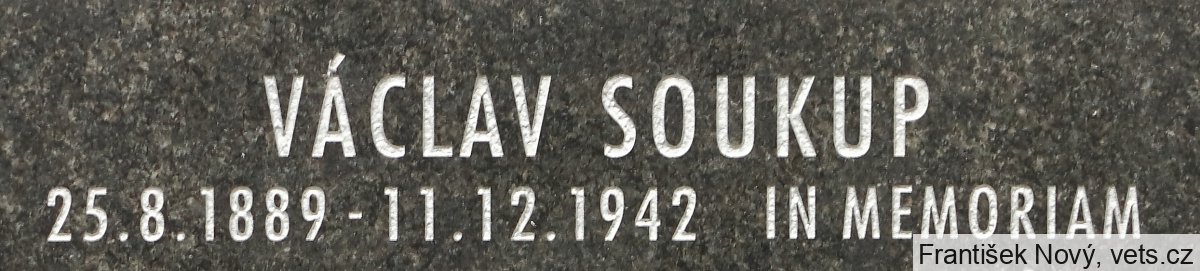 VÁCLAV SOUKUP
25.8.1889 - 11.12.1942 IN MEMORIAM
František Nový, vets.cz